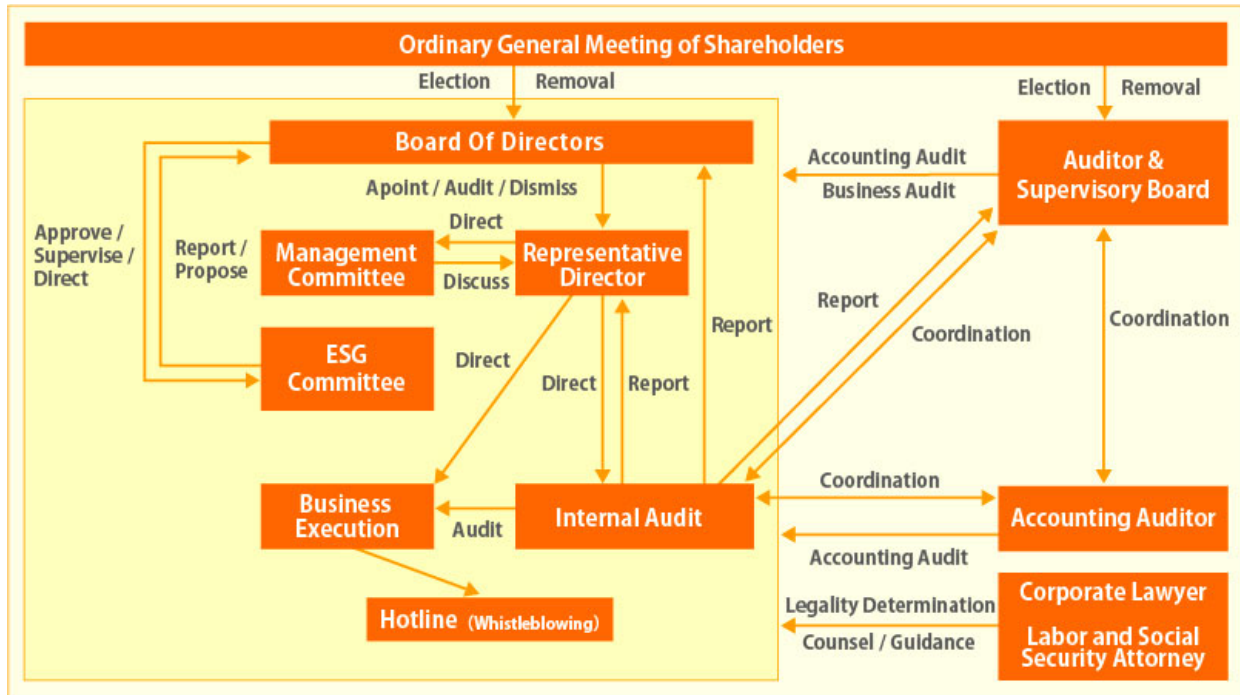 Ordinary General Meeting of Shareholders
Election
Removal
Election
Removal
Board Of Directors
Accounting Audit
Business Audit
Auditor &
Supervisory Board
Apoint / Audit / Dismiss
Approve /
Supervise /
Direct
Report /
Propose
Direct
Management
Committee
Representative
Director
Discuss
Report
Report
Coordination
Coordination
ESG
Committee
Direct
Direct
Report
Business
Execution
Audit
Internal Audit
Coordination
Accounting Auditor
Accounting Audit
Hotline (Whistleblowing)
Legality Determination
Counsel / Guidance
Corporate Lawyer
Labor and Social
Security Attorney